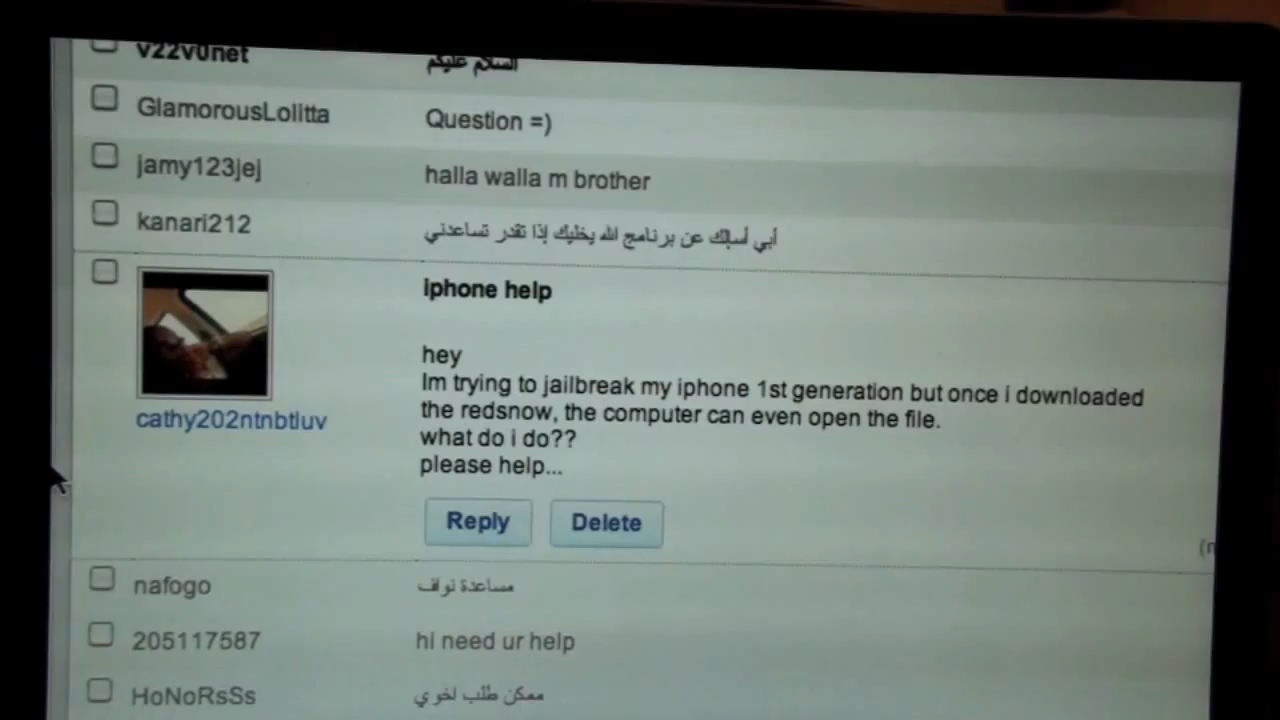 v22v0net
السلام عليكم
GlamorousLolitta
Question =)
jamy123jej
halla walla m brother
kanari212
أبي أسإلك عن برنامج الله يخليك إذا تقدر تساعدني
iphone help
hey
Im trying to jailbreak my iphone 1st generation but once i downloaded
the redsnow, the computer can even open the file.
what do i do??
please help...
cathy202ntnbtluv
Reply
Delete
nafogo
مساعدة نواف
205117587
hi need ur help
HoNoRsSs
ممكن طلب اخوي